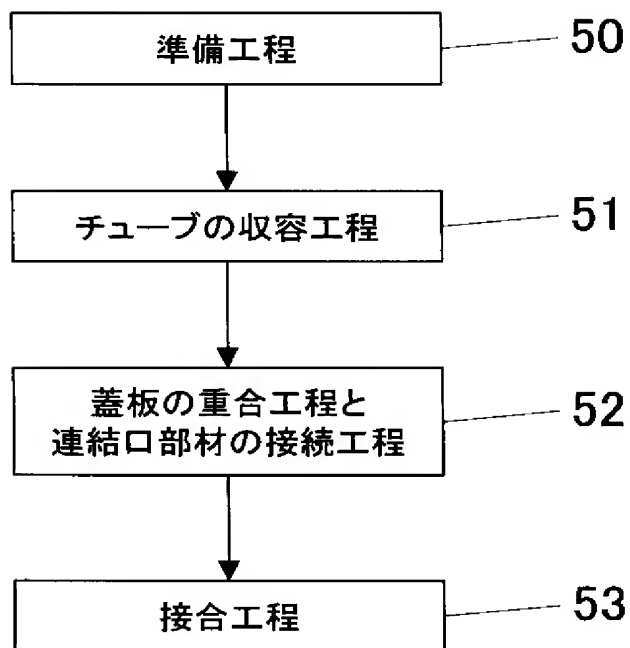 準備工程
50
チューブの収容工程
51
蓋板の重合工程と
連結口部材の接続工程
52
接合工程
53